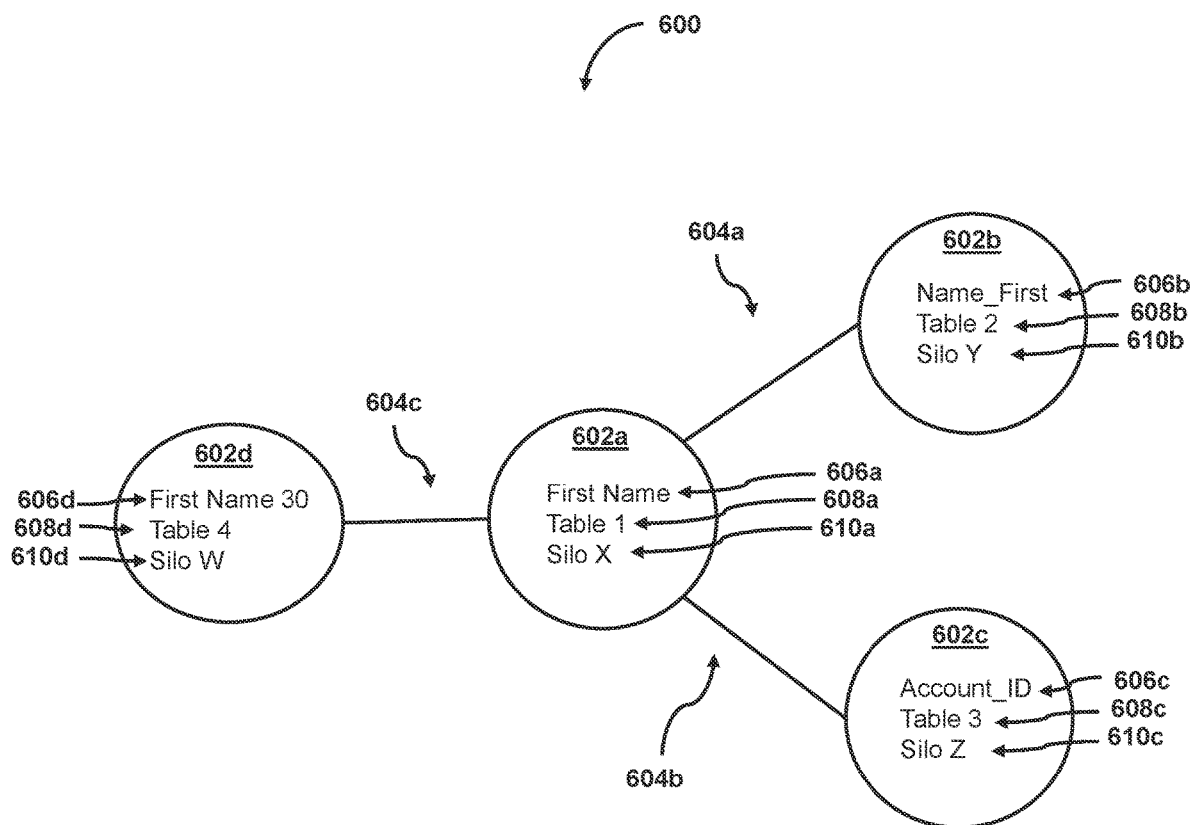 600
604a
602b
Name_First 606b
Table 2 608b
Silo Y 610b
604c
602d
606d First Name 30
608d Table 4
610d Silo W
602a
First Name 606a
Table 1 608a
Silo X 610a
602c
Account_ID 606c
Table 3 608c
Silo Z 610c
604b